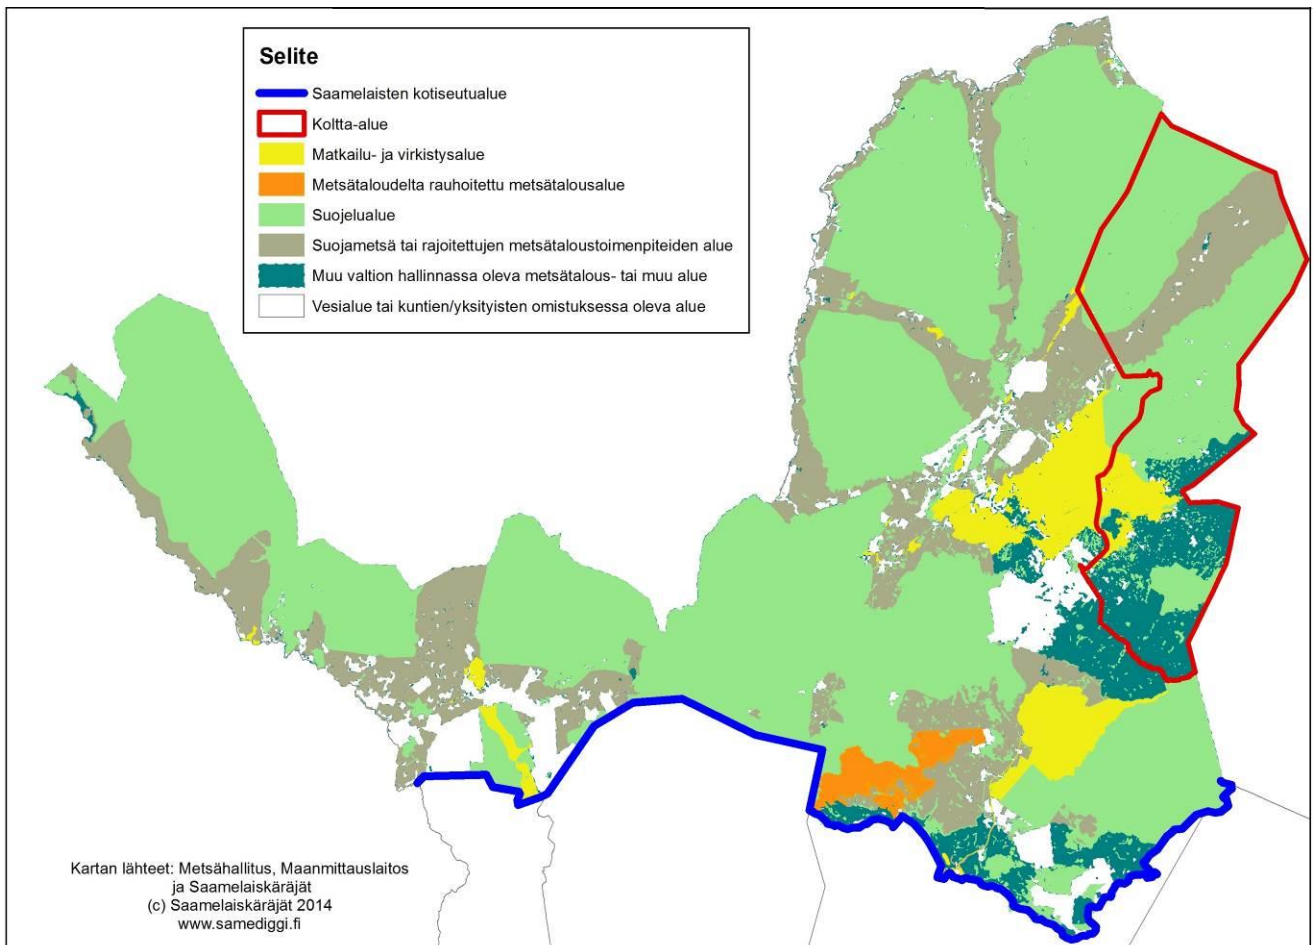 Selite
Saamelaisten kotiseutualue
Koltta-alue
Matkailu- ja virkistysalue
Metsätaloudelta rauhoitettu metsätalousalue
Suojelualue
Suojametsä tai rajoitettujen metsätaloustoimenpiteiden alue
Muu valtion hallinnassa oleva metsätalous- tai muu alue
Vesialue tai kuntien/yksityisten omistuksessa oleva alue
Kartan lähteet: Metsähallitus, Maanmittauslaitos
ja Saamelaiskäräjät
(c) Saamelaiskäräjät 2014
www.samediggi.fi